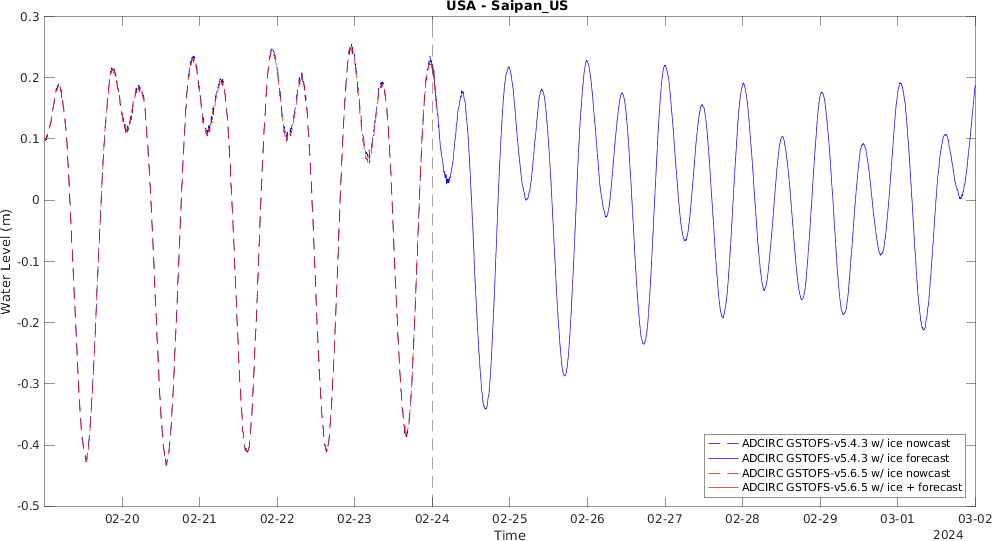 USA - Saipan_US
0.3
0.2
0.1
0
-0.1
-0.2
-0.3
-0.4
-0.5
Water Level (m)
ADCIRC GSTOFS-v5.4.3 w/ ice nowcast
ADCIRC GSTOFS-v5.4.3 w/ ice forecast
ADCIRC GSTOFS-v5.6.5 w/ ice nowcast
ADCIRC GSTOFS-v5.6.5 w/ ice + forecast
02-20 02-21 02-22 02-23 02-24 02-25 02-26 02-27 02-28 02-29 03-01 03-02
Time
2024